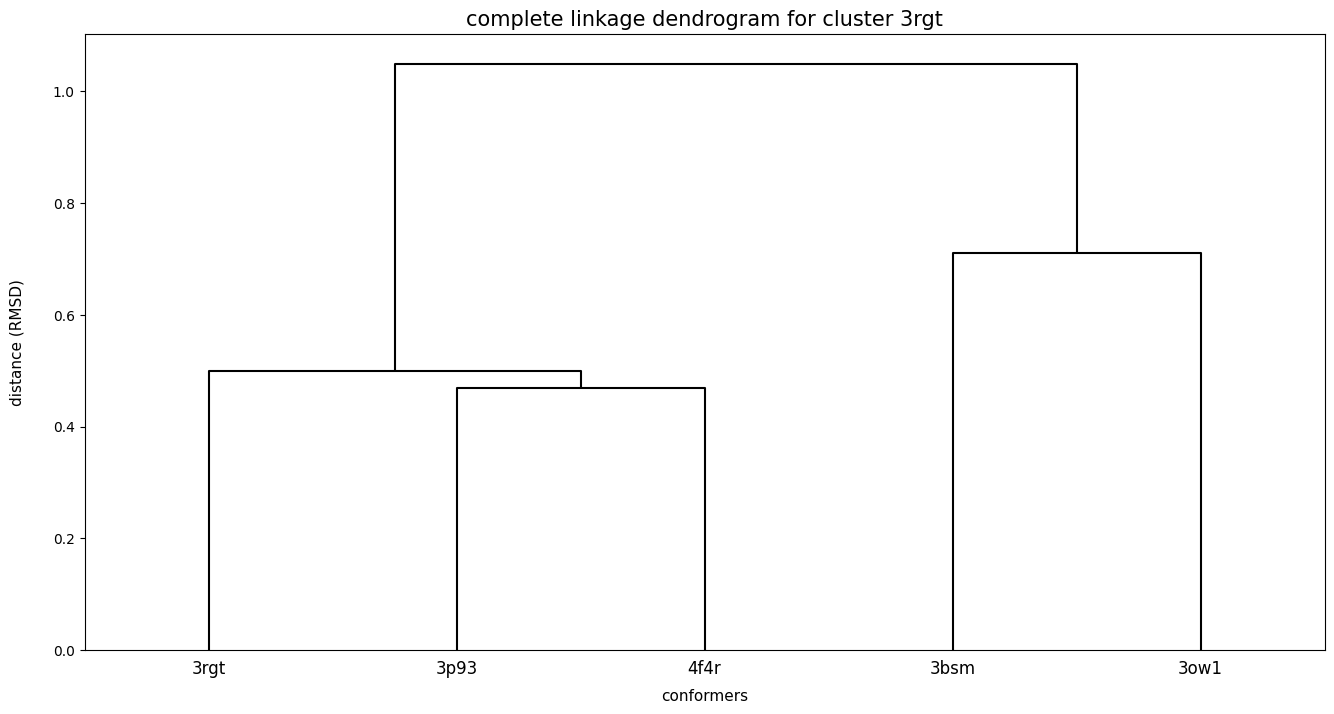 complete linkage dendrogram for cluster 3rgt
1.0
0.8
0.6
0.4
0.2
0.0
distance (RMSD)
3rgt 3p93 4f4r 3bsm 3ow1
conformers